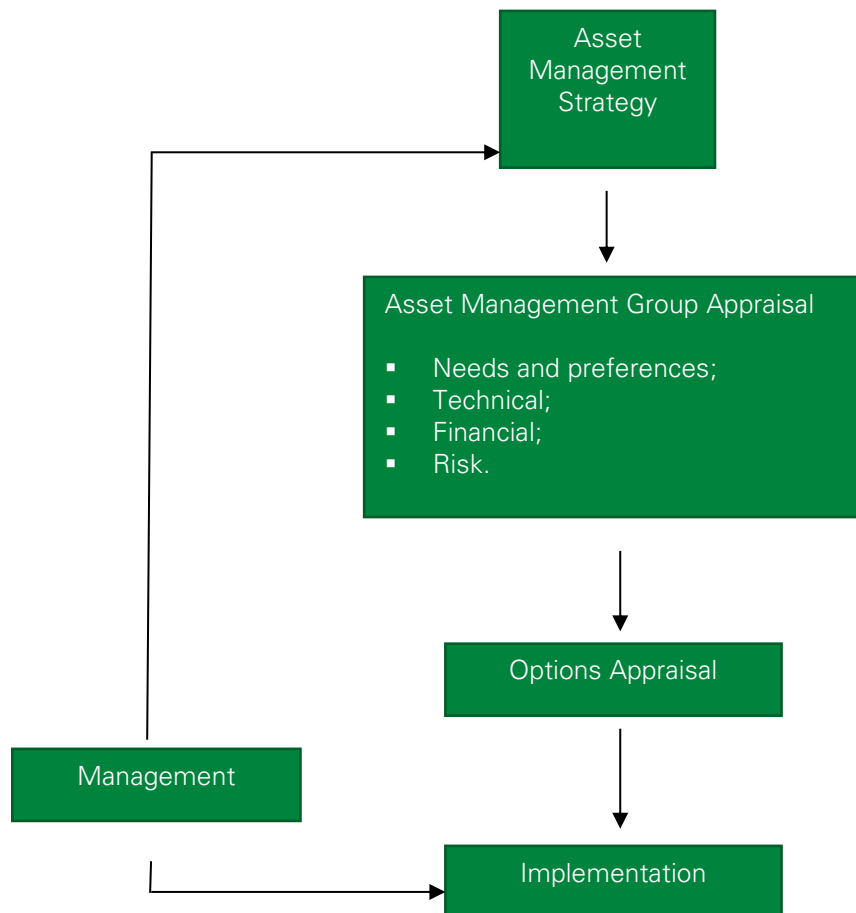 Asset
Management
Strategy
Asset Management Group Appraisal
▪ Needs and preferences;
▪ Technical;
▪ Financial;
▪ Risk.
Options Appraisal
Management
Implementation